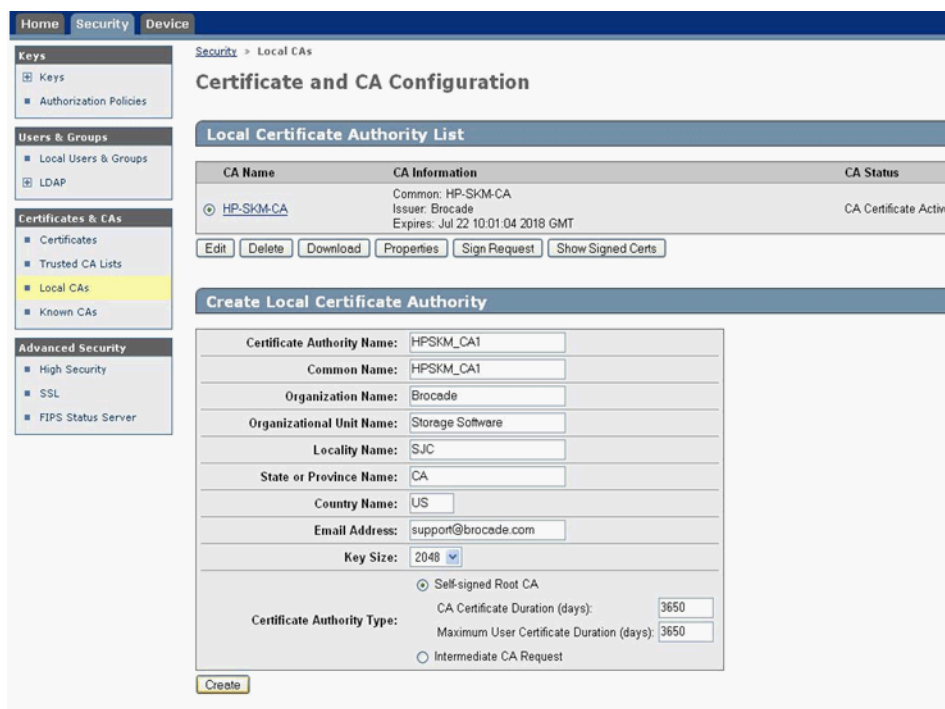 Home Security Device
Security > Local CAs
Certificate and CA Configuration
Keys
Keys
Authorization Policies
Users & Groups
Local Users & Groups
LDAP
Certificates & CAs
Certificates
Trusted CA Lists
Local CAs
Known CAs
Advanced Security
High Security
SSL
FIPS Status Server
Local Certificate Authority List
CA Name CA Information CA Status
HP-SKM-CA
Common: HP-SKM-CA
Issuer: Brocade
Expires: Jul 22 10:01:04 2018 GMT
CA Certificate Activ
Edit Delete Download Properties Sign Request Show Signed Certs
Create Local Certificate Authority
Certificate Authority Name: HPSKM_CA1
Common Name: HPSKM_CA1
Organization Name: Brocade
Organizational Unit Name: Storage Software
Locality Name: SJC
State or Province Name: CA
Country Name: US
Email Address: support@brocade.com
Key Size: 2048
Certificate Authority Type:
Self-signed Root CA
CA Certificate Duration (days): 3650
Maximum User Certificate Duration (days): 3650
Intermediate CA Request
Create